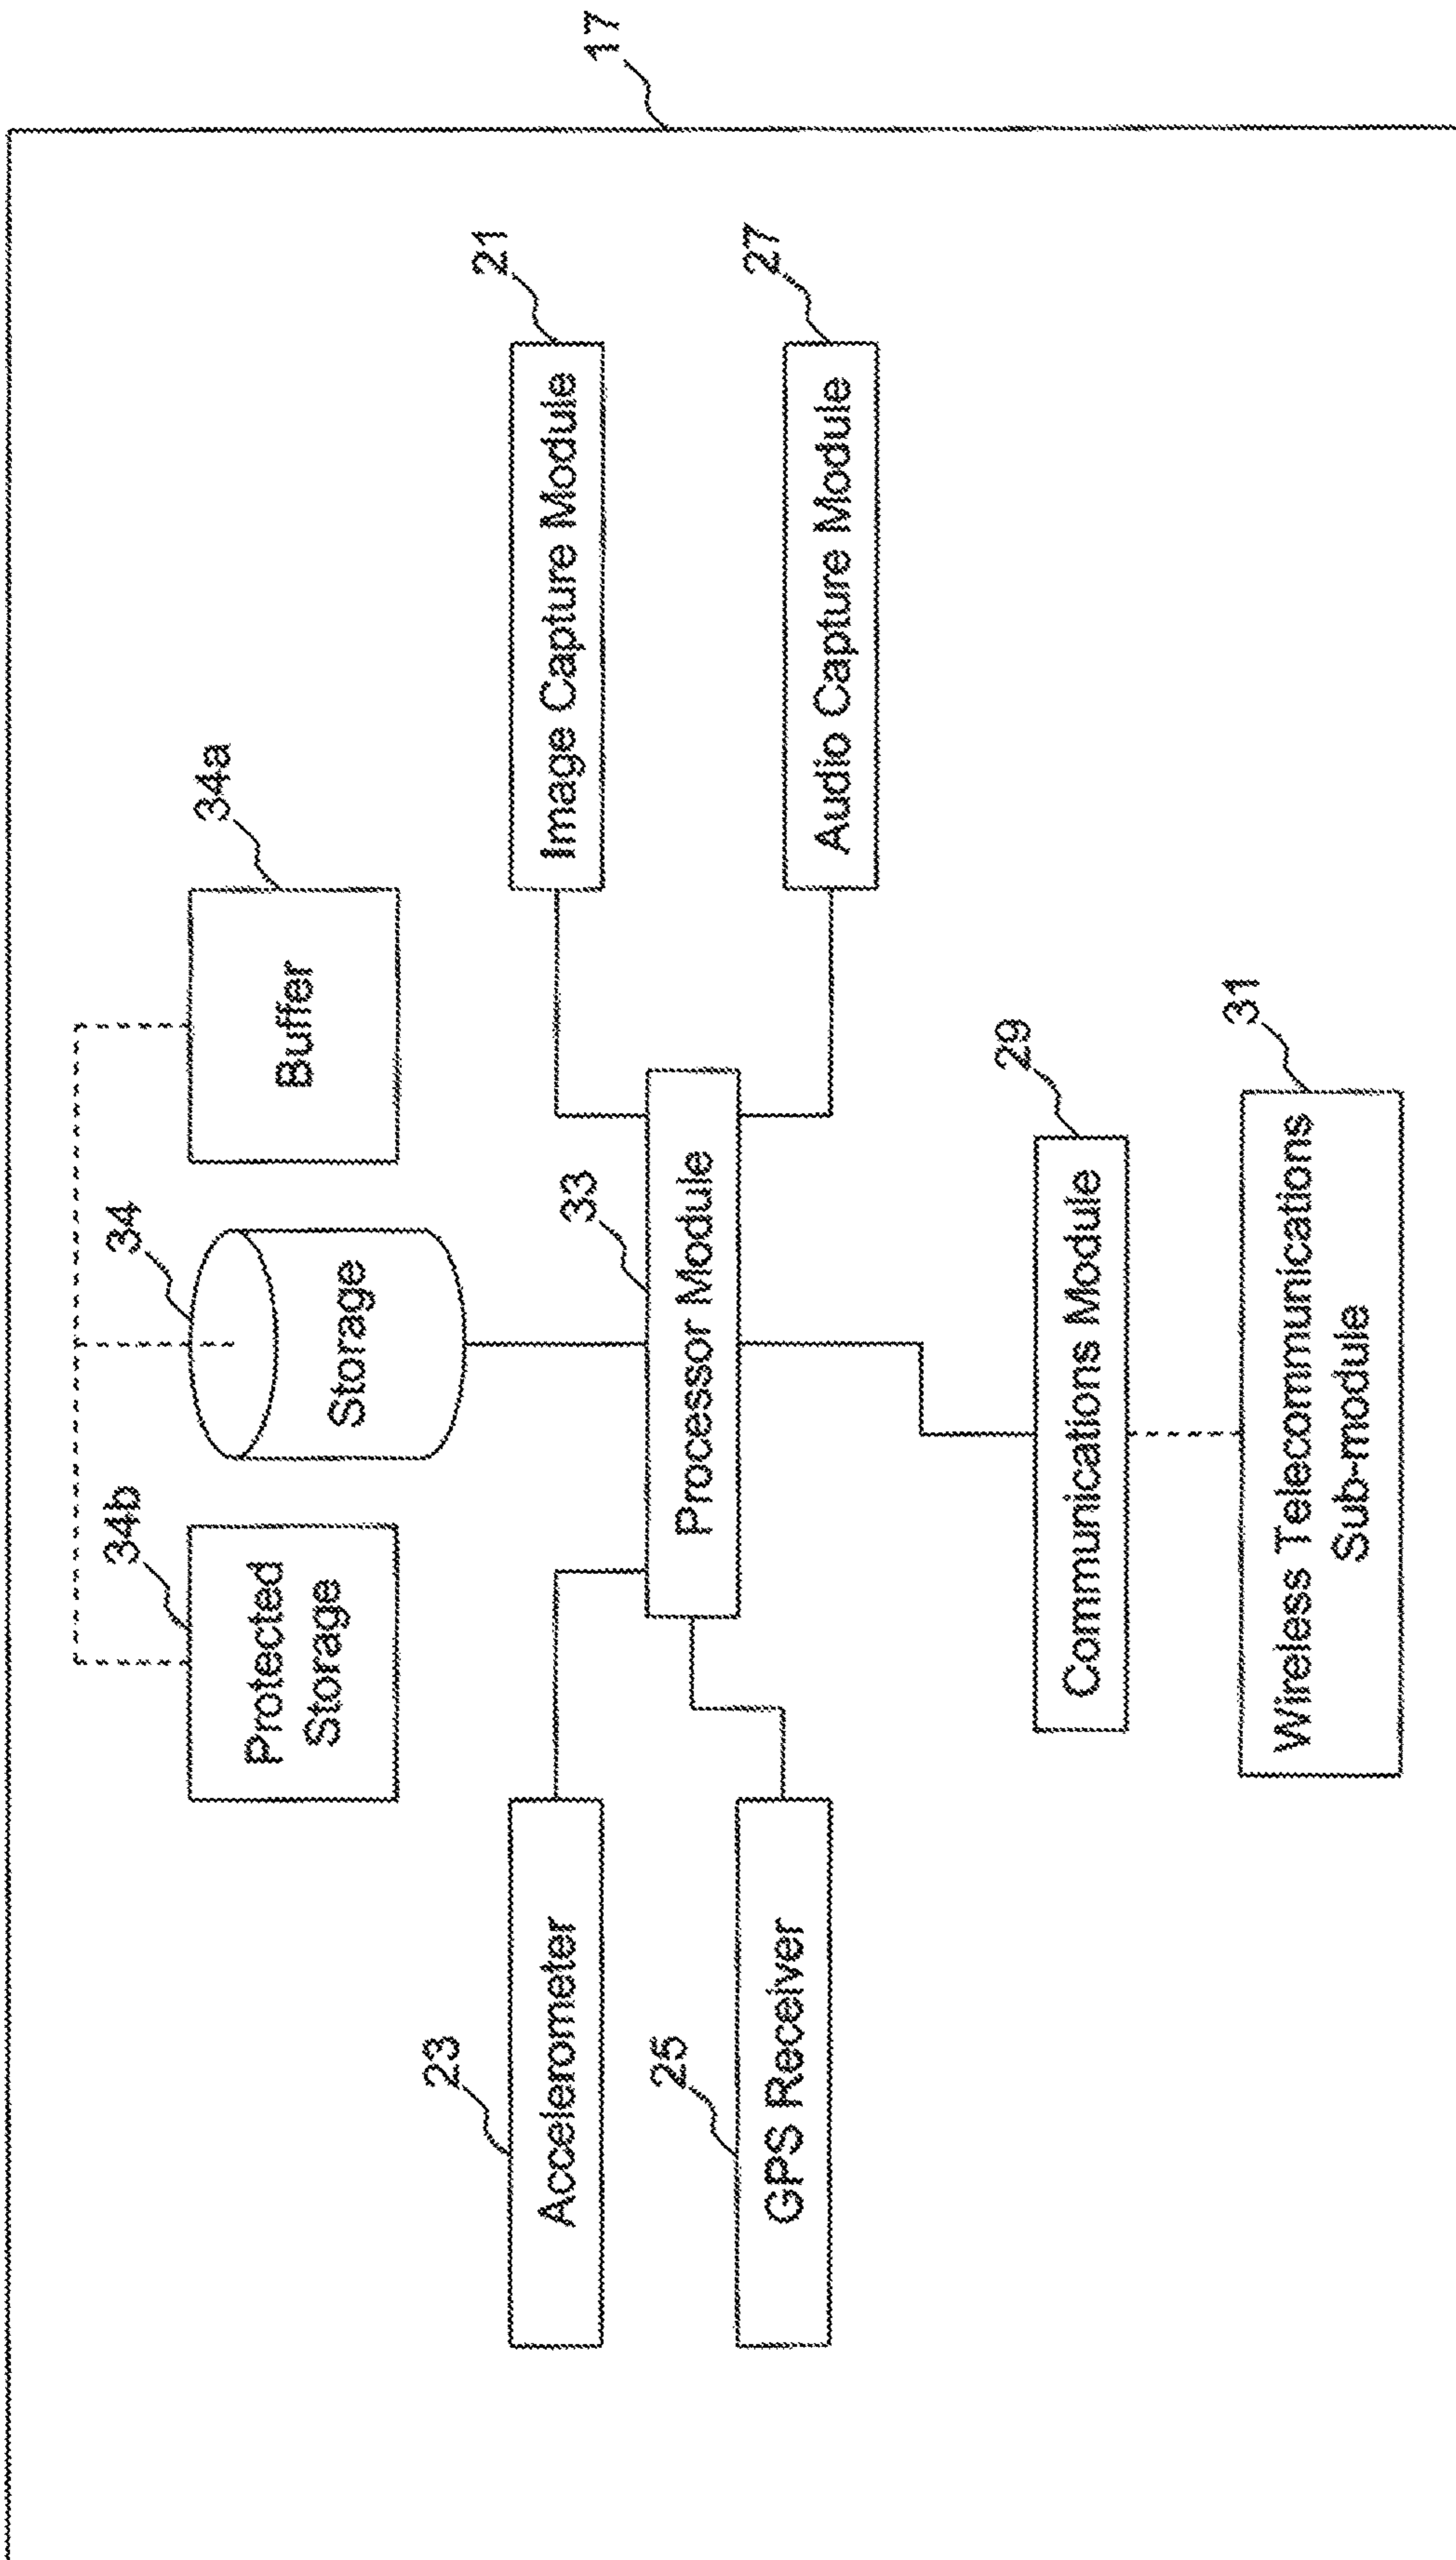 17
34b
34
34a
Protected
Storage
Storage
Buffer
23
Accelerometer
21
Image Capture Module
33
Processor Module
25
GPS Receiver
27
Audio Capture Module
29
Communications Module
31
Wireless Telecommunications
Sub-module